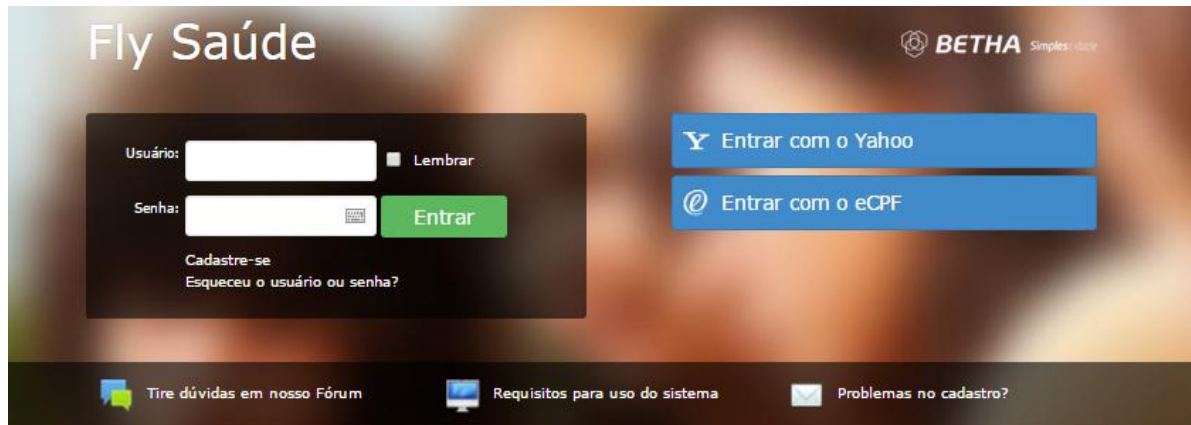 Fly Saúde
BETHA Simplescidade
Usuário:
Lembrar
Senha:
Entrar
Cadastre-se
Esqueceu o usuário ou senha?
Entrar com o Yahoo
Entrar com o eCPF
Tire dúvidas em nosso Fórum
Requisitos para uso do sistema
Problemas no cadastro?